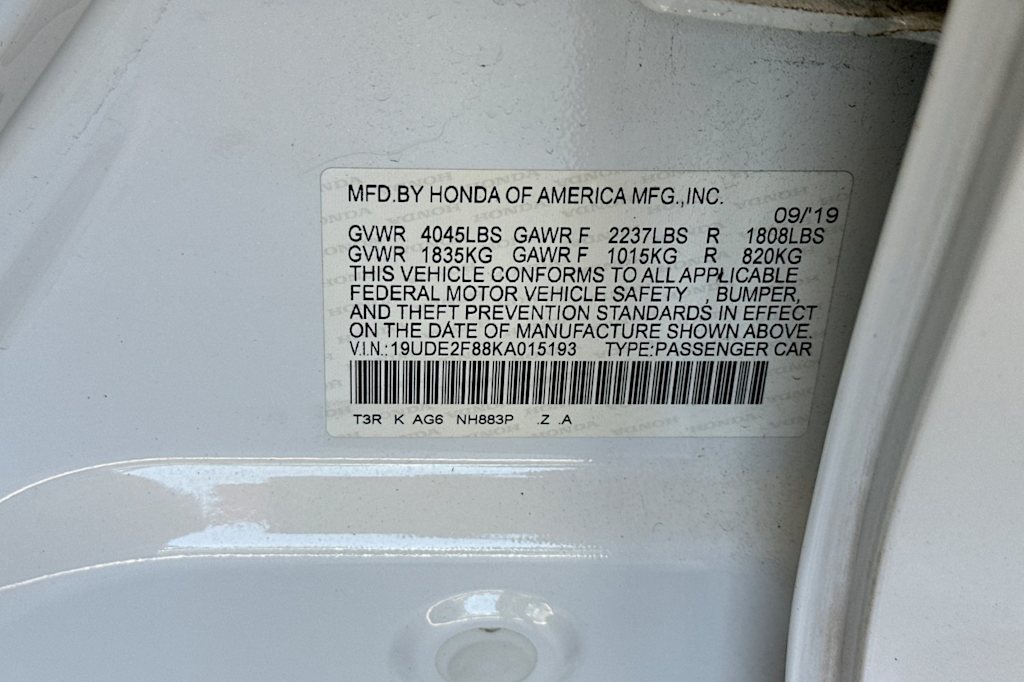 MFD.BY HONDA OF AMERICA MFG.,INC.
09/'19
GVWR 4045LBS GAWR F 2237LBS R 1808LBS
GVWR 1835KG GAWR F 1015KG R 820KG
THIS VEHICLE CONFORMS TO ALL APPLICABLE
FEDERAL MOTOR VEHICLE SAFETY , BUMPER,
AND THEFT PREVENTION STANDARDS IN EFFECT
ON THE DATE OF MANUFACTURE SHOWN ABOVE.
V.I.N.:19UDE2F88KA015193 TYPE:PASSENGER CAR
T3R K AG6 NH883P .Z .A